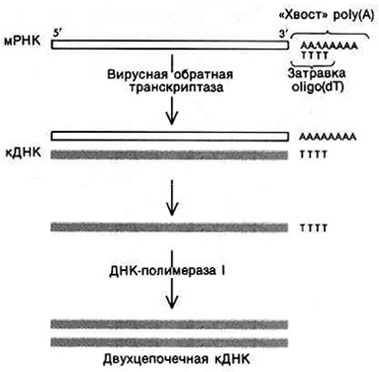 «Хвост» poly(A)
мРНК 5′ 3′ AAAAAAAA
TTTT
Вирусная обратная
транскриптаза
Затравка
oligo(dT)
AAAAAAAA
кДНК TTTT
TTTT
ДНК-полимераза I
Двухцепочечная кДНК